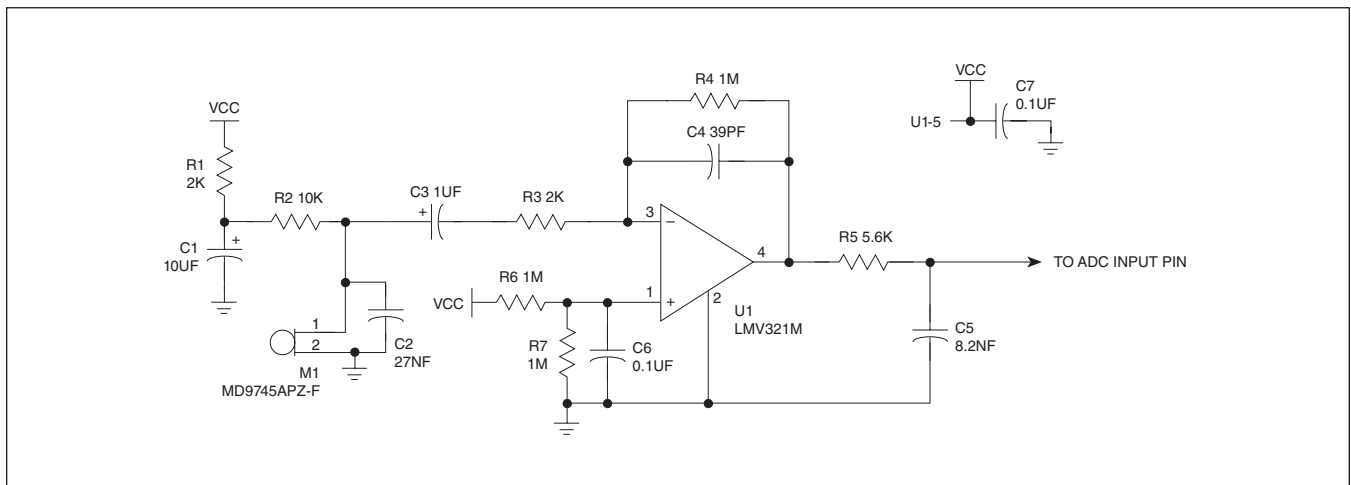 VCC
R1
2K
R2 10K
C1
+
10UF
C3 1UF
+
R3 2K
R4 1M
C4 39PF
3
−
4
1
+
2
U1
LMV321M
VCC
R6 1M
R7
1M
C6
0.1UF
1
2
M1
MD9745APZ-F
C2
27NF
R5 5.6K
TO ADC INPUT PIN
C5
8.2NF
VCC
U1-5
C7
0.1UF